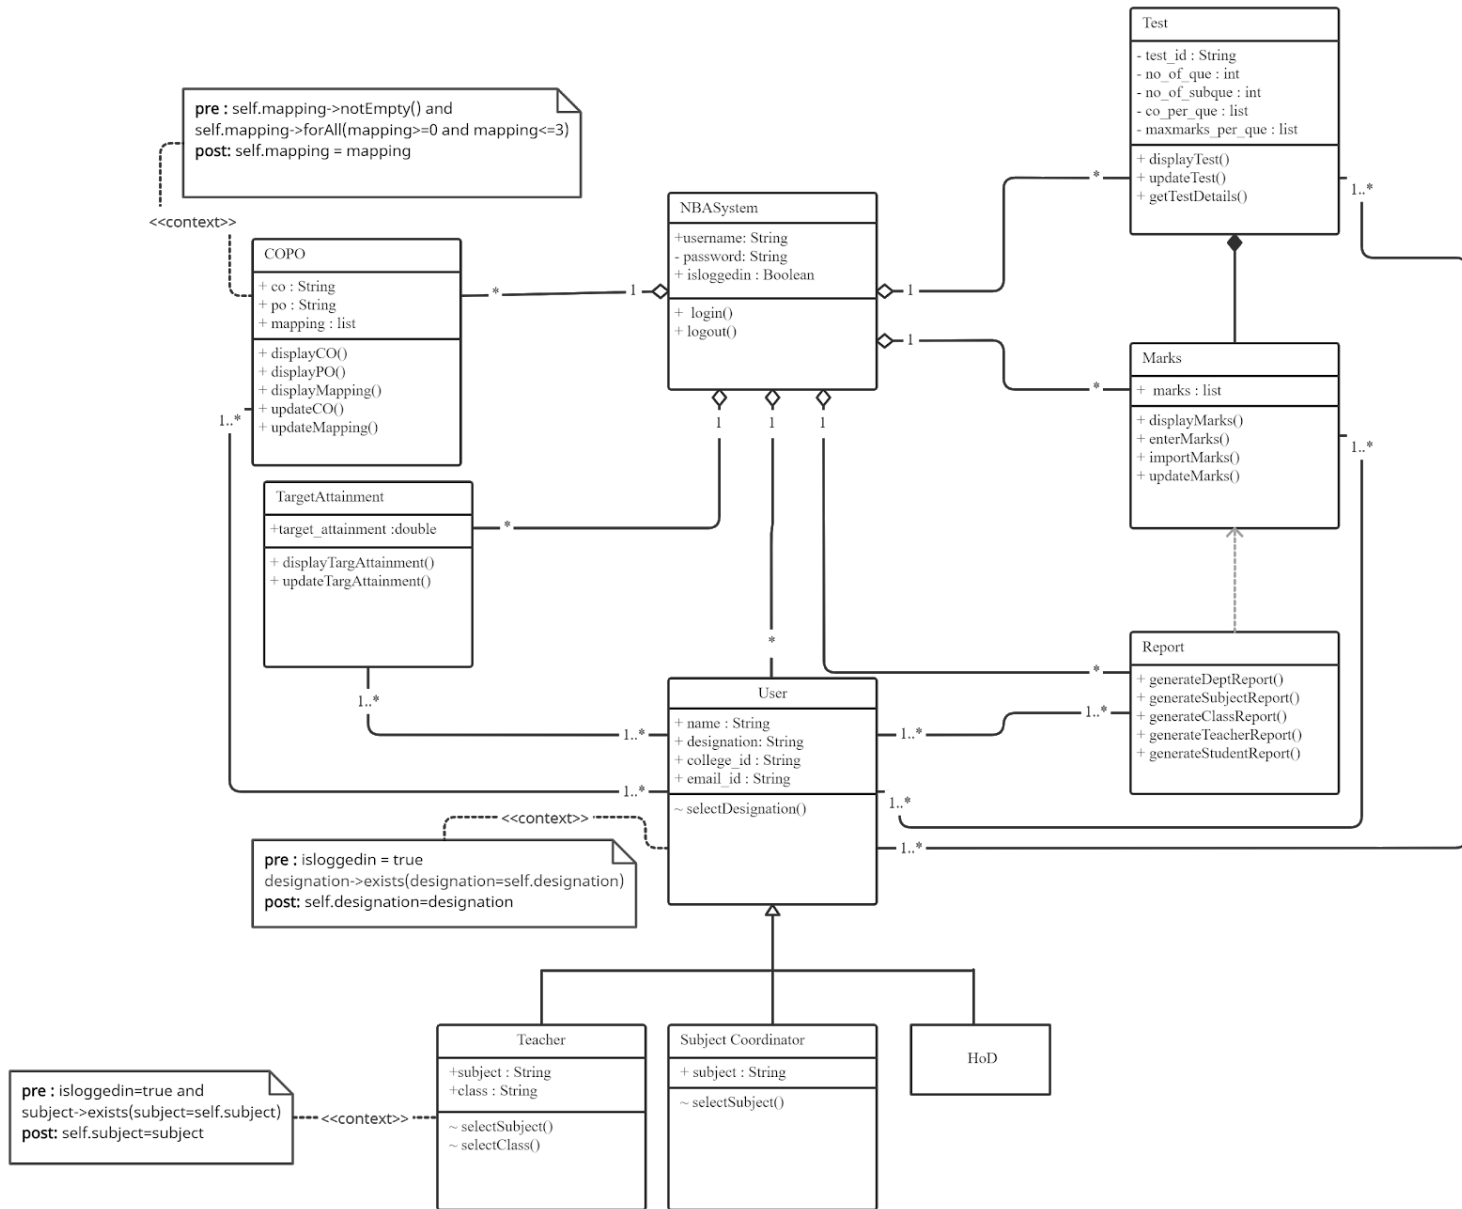 Test
- test_id : String
- no_of_que : int
- no_of_subque : int
- co_per_que : list
- maxmarks_per_que : list
+ displayTest()
+ updateTest()
+ getTestDetails()
pre : self.mapping->notEmpty() and
self.mapping->forAll(mapping>=0 and mapping<=3)
post: self.mapping = mapping
<<context>>
NBASystem
+username: String
- password: String
+ isloggedin : Boolean
+ login()
+ logout()
COPO
+ co : String
+ po : String
+ mapping : list
+ displayCO()
+ displayPO()
+ displayMapping()
+ updateCO()
+ updateMapping()
*
1
1
*
1..*
1
*
Marks
+ marks : list
+ displayMarks()
+ enterMarks()
+ importMarks()
+ updateMarks()
1..*
1..*
1
1
1
TargetAttainment
+target_attainment :double
+ displayTargAttainment()
+ updateTargAttainment()
*
*
1..*
1..*
1..*
User
+ name : String
+ designation: String
+ college_id : String
+ email_id : String
~ selectDesignation()
*
1..*
1..*
1..*
1..*
Report
+ generateDeptReport()
+ generateSubjectReport()
+ generateClassReport()
+ generateTeacherReport()
+ generateStudentReport()
<<context>>
pre : isloggedin = true
designation->exists(designation=self.designation)
post: self.designation=designation
Teacher
+subject : String
+class : String
~ selectSubject()
~ selectClass()
Subject Coordinator
+ subject : String
~ selectSubject()
HoD
pre : isloggedin=true and
subject->exists(subject=self.subject)
post: self.subject=subject
<<context>>